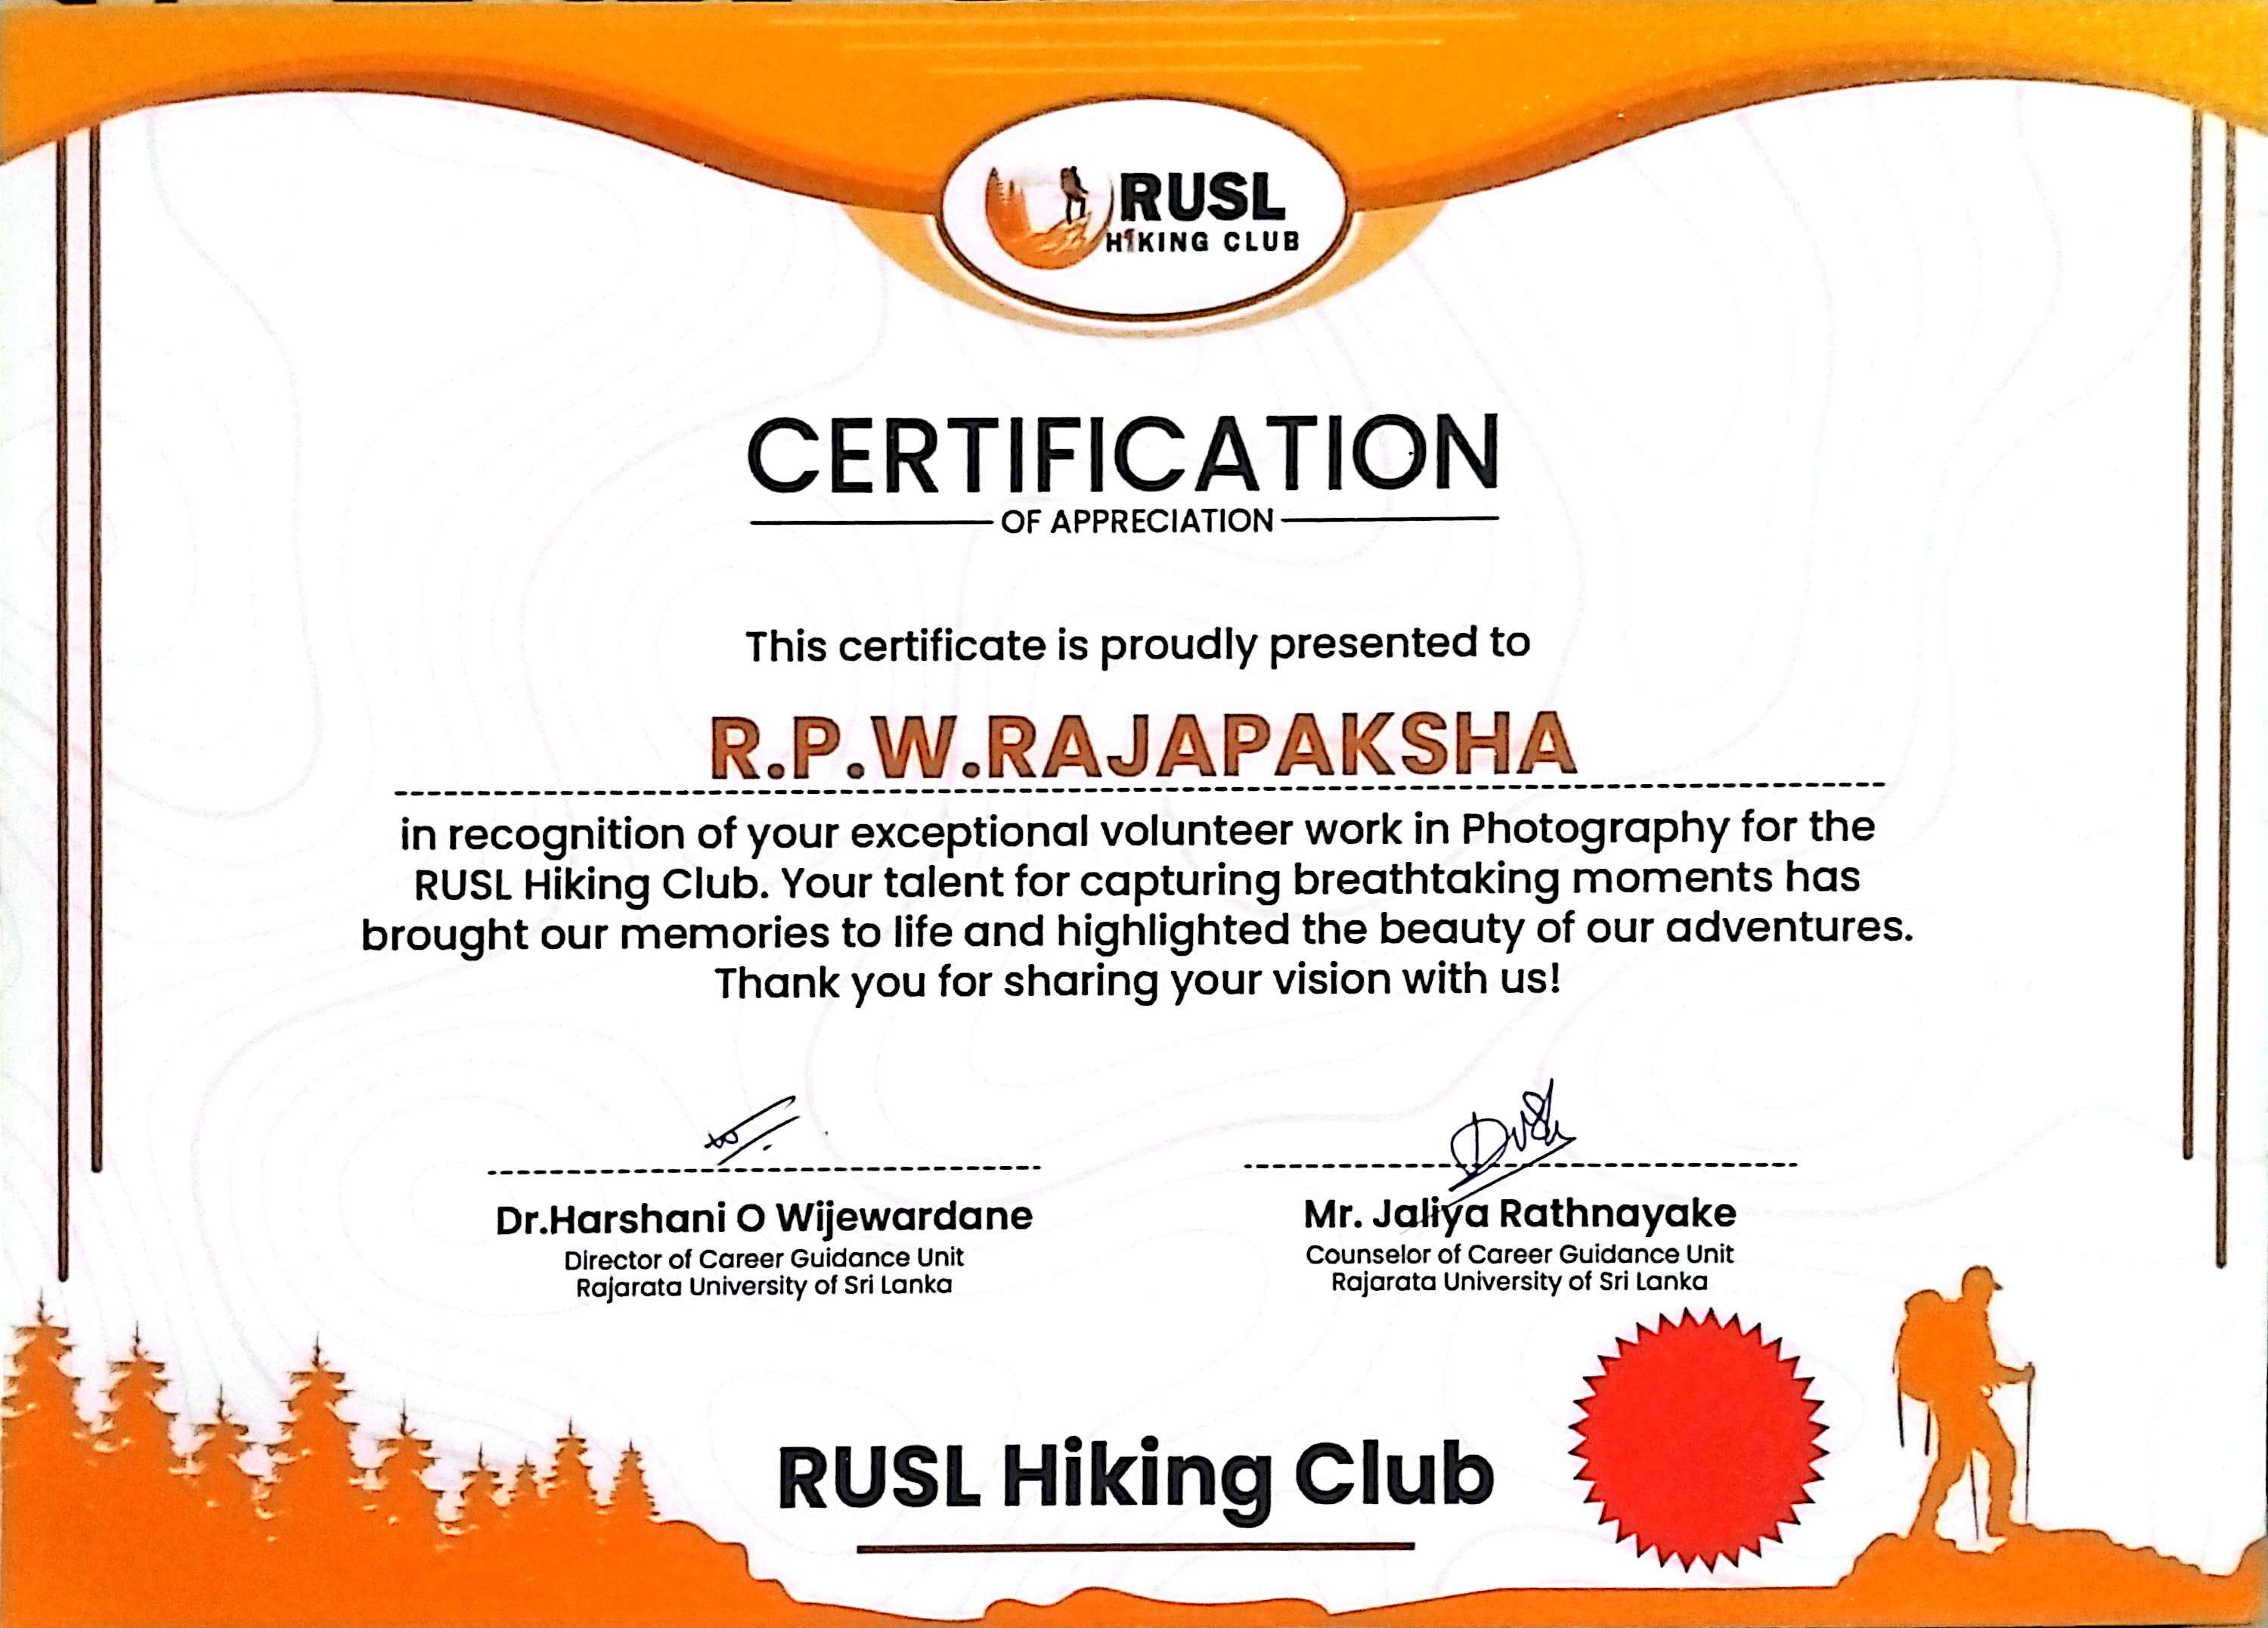 RUSL
HIKING CLUB
CERTIFICATION
OF APPRECIATION
This certificate is proudly presented to
R.P.W.RAJAPAKSHA
in recognition of your exceptional volunteer work in Photography for the
RUSL Hiking Club. Your talent for capturing breathtaking moments has
brought our memories to life and highlighted the beauty of our adventures.
Thank you for sharing your vision with us!
Dr.Harshani O Wijewardane
Director of Career Guidance Unit
Rajarata University of Sri Lanka
Mr. Jaliya Rathnayake
Counselor of Career Guidance Unit
Rajarata University of Sri Lanka
RUSL Hiking Club